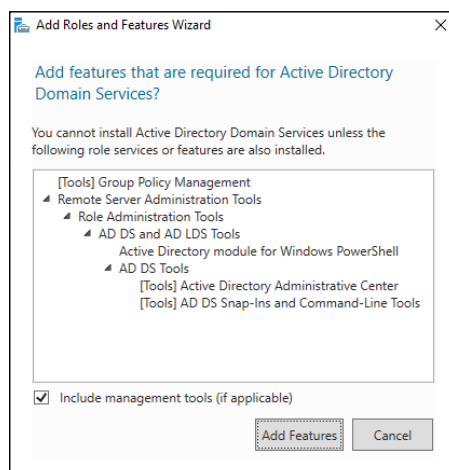 Add Roles and Features Wizard
Add features that are required for Active Directory
Domain Services?
You cannot install Active Directory Domain Services unless the
following role services or features are also installed.
[Tools] Group Policy Management
Remote Server Administration Tools
Role Administration Tools
AD DS and AD LDS Tools
Active Directory module for Windows PowerShell
AD DS Tools
[Tools] Active Directory Administrative Center
[Tools] AD DS Snap-Ins and Command-Line Tools
Include management tools (if applicable)
Add Features
Cancel